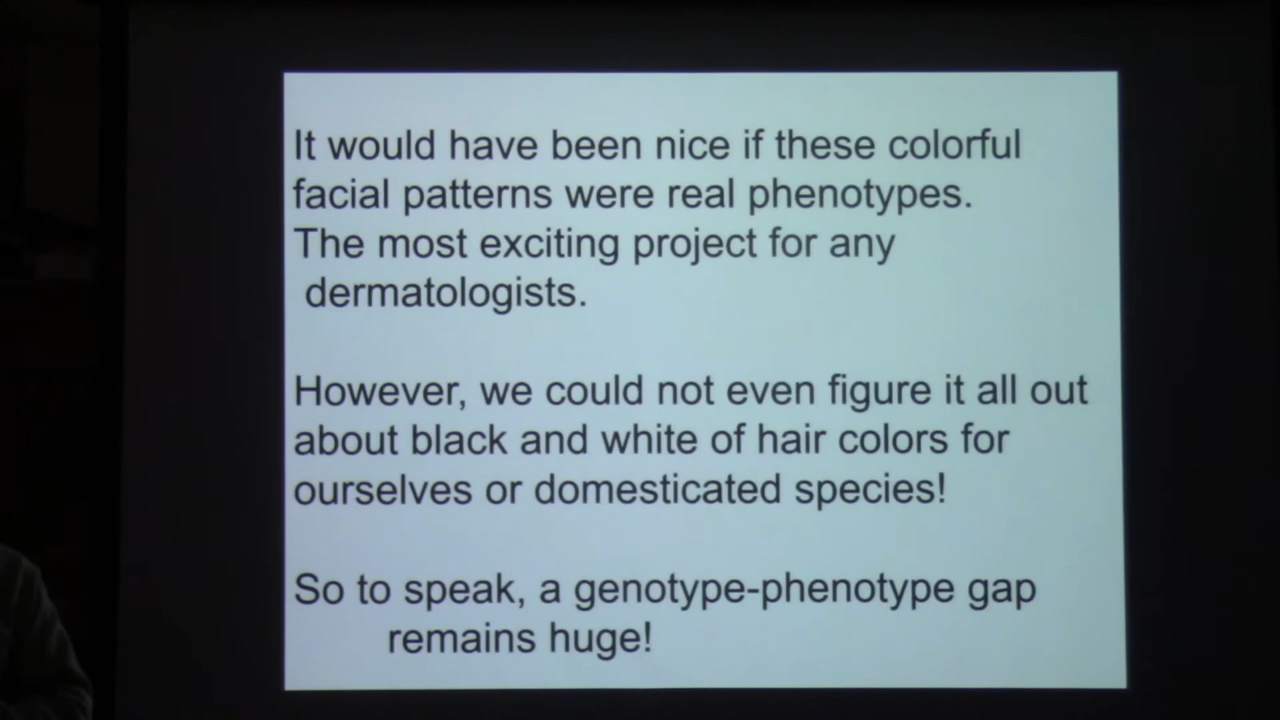 It would have been nice if these colorful
facial patterns were real phenotypes.
The most exciting project for any
dermatologists.
However, we could not even figure it all out
about black and white of hair colors for
ourselves or domesticated species!
So to speak, a genotype-phenotype gap
remains huge!